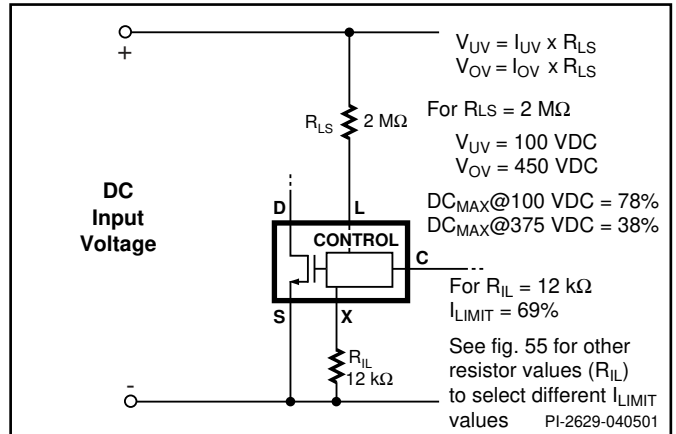 +
V_UV = I_UV x R_LS
V_OV = I_OV x R_LS
For RLS = 2 MΩ
R_LS 2 MΩ
V_UV = 100 VDC
V_OV = 450 VDC
DC
Input
Voltage
DC_MAX@100 VDC = 78%
DC_MAX@375 VDC = 38%
D
L
CONTROL
C
For R_IL = 12 kΩ
I_LIMIT = 69%
S
X
R_IL
12 kΩ
See fig. 55 for other
resistor values (R_IL)
to select different I_LIMIT
values
-
PI-2629-040501